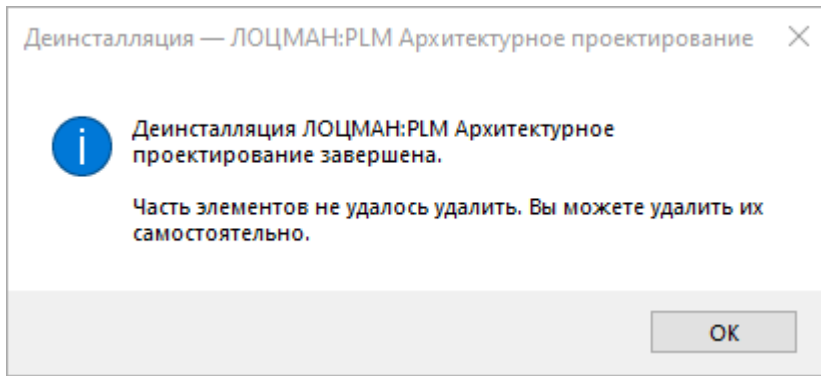 Деинсталляция — ЛОЦМАН:PLM Архитектурное проектирование
Деинсталляция ЛОЦМАН:PLM Архитектурное
проектирование завершена.
Часть элементов не удалось удалить. Вы можете удалить их
самостоятельно.
ОК